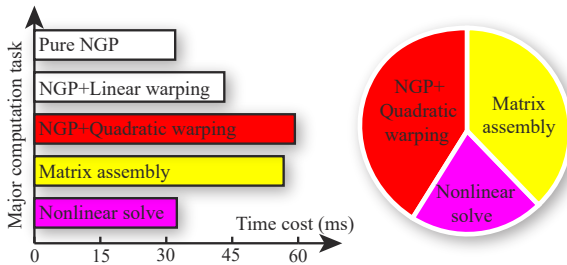 Major computation task
Pure NGP
NGP+Linear warping
NGP+Quadratic warping
Matrix assembly
Nonlinear solve
Time cost (ms)
0 15 30 45 60
NGP+
Quadratic
warping
Matrix
assembly
Nonlinear
solve